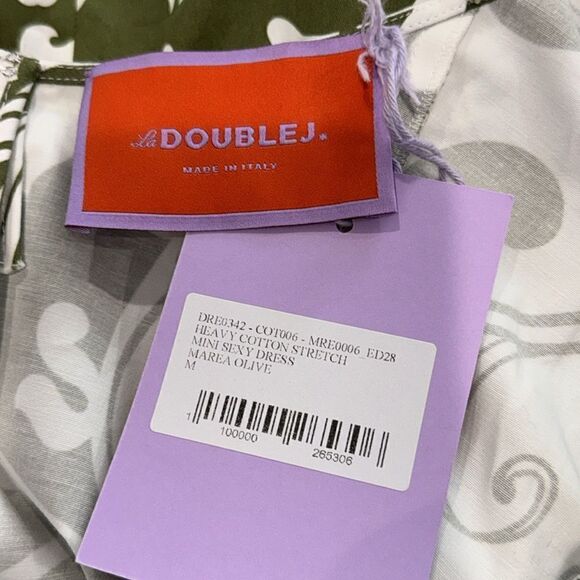 La DOUBLEJ.
MADE IN ITALY
DRE0342 - COT006 - MRE0006_ED28
HEAVY COTTON STRETCH
MINI SEXY DRESS
MAREA OLIVE
M
1 100000 265306